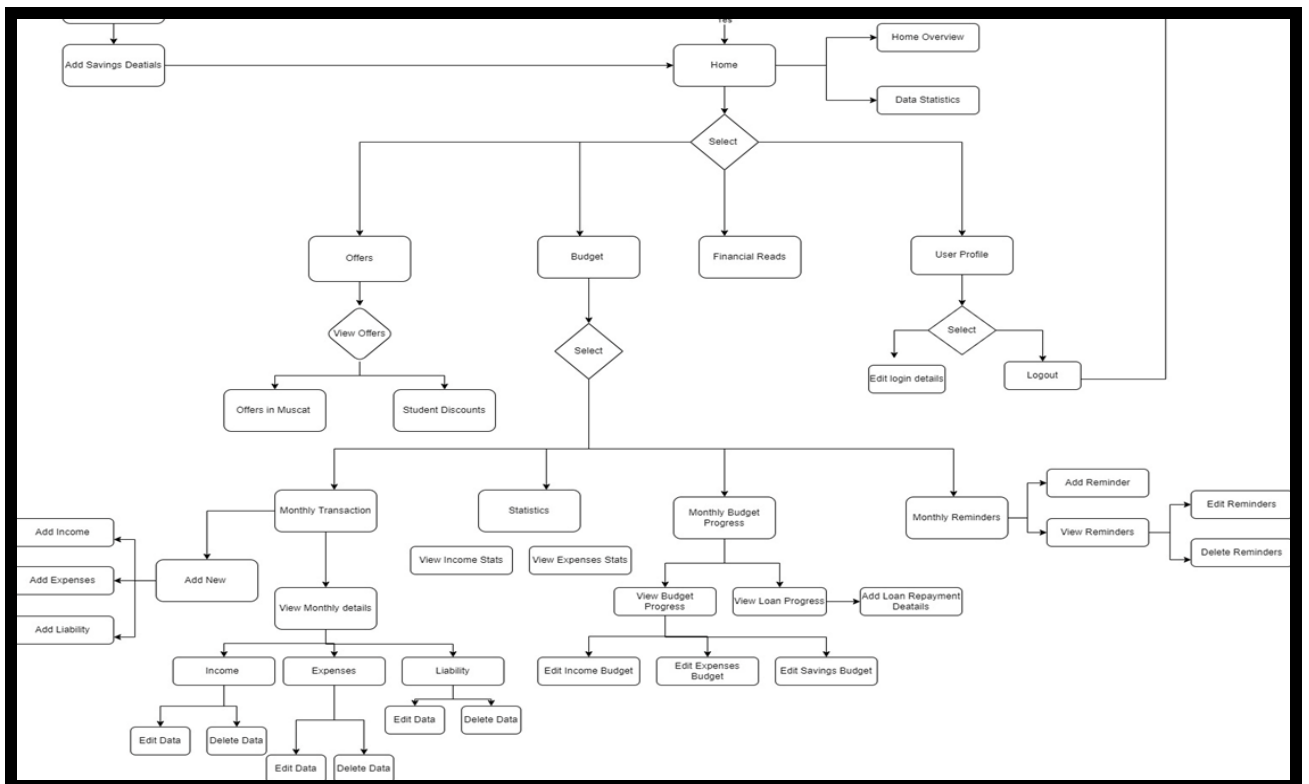 Yes
Home Overview
Add Savings Deatials
Home
Data Statistics
Select
Offers
Budget
Financial Reads
User Profile
View Offers
Select
Select
Edit login details
Logout
Offers in Muscat
Student Discounts
Monthly Transaction
Statistics
Monthly Budget
Progress
Monthly Reminders
Add Reminder
View Reminders
Edit Reminders
Delete Reminders
Add Income
Add Expenses
Add Liability
Add New
View Income Stats
View Expenses Stats
View Monthly details
View Budget
Progress
View Loan Progress
Add Loan Repayment
Deatails
Income
Expenses
Liability
Edit Income Budget
Edit Expenses
Budget
Edit Savings Budget
Edit Data
Delete Data
Edit Data
Delete Data
Edit Data
Delete Data